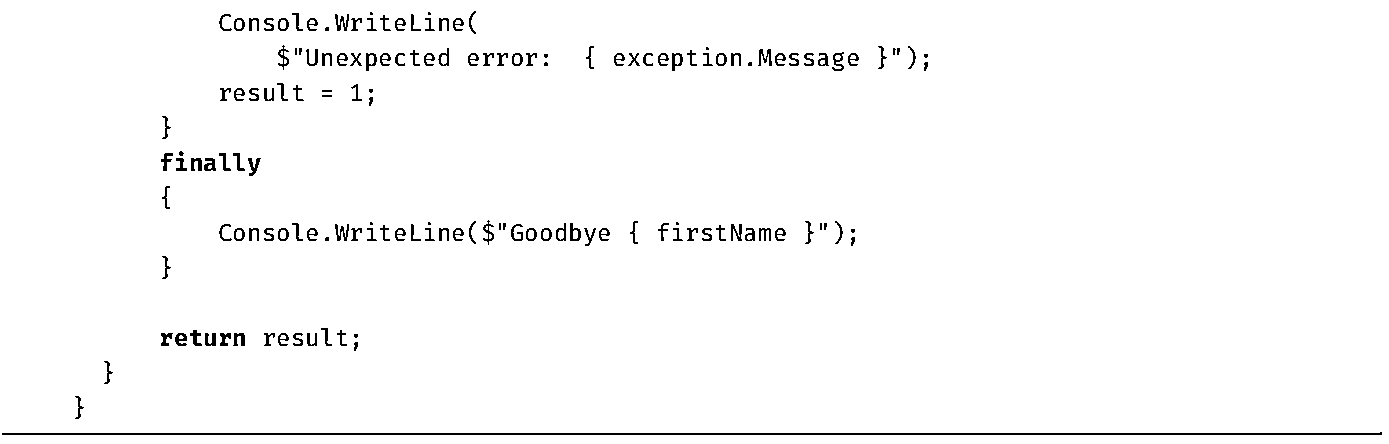 Console.WriteLine(
$"Unexpected error:  { exception.Message }");
result = 1;
}
finally
{
Console.WriteLine($"Goodbye { firstName }");
}
return result;
}
}